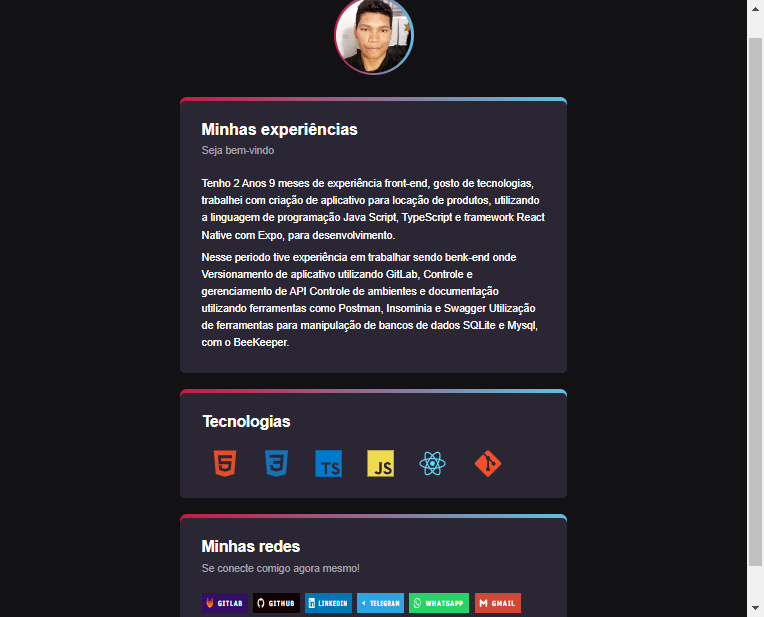 Minhas experiências
Seja bem-vindo
Tenho 2 Anos 9 meses de experiência front-end, gosto de tecnologias,
trabalhei com criação de aplicativo para locação de produtos, utilizando
a linguagem de programação Java Script, TypeScript e framework React
Native com Expo, para desenvolvimento.
Nesse periodo tive experiência em trabalhar sendo benk-end onde
Versionamento de aplicativo utilizando GitLab, Controle e
gerenciamento de API Controle de ambientes e documentação
utilizando ferramentas como Postman, Insominia e Swagger Utilização
de ferramentas para manipulação de bancos de dados SQLite e Mysql,
com o BeeKeeper.
Tecnologias
5 3 TS JS
Minhas redes
Se conecte comigo agora mesmo!
GITLAB GITHUB LINKEDIN TELEGRAM WHATSAPP GMAIL